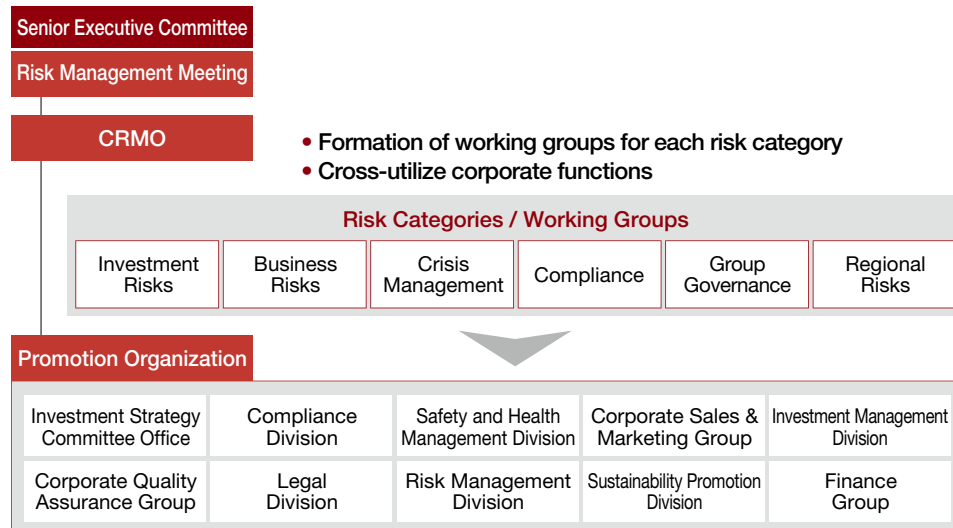 Senior Executive Committee
Risk Management Meeting
CRMO
• Formation of working groups for each risk category
• Cross-utilize corporate functions
Risk Categories / Working Groups
Investment
Risks
Business
Risks
Crisis
Management
Compliance
Group
Governance
Regional
Risks
Promotion Organization
Investment Strategy
Committee Office
Compliance
Division
Safety and Health
Management Division
Corporate Sales &
Marketing Group
Investment Management
Division
Corporate Quality
Assurance Group
Legal
Division
Risk Management
Division
Sustainability Promotion
Division
Finance
Group